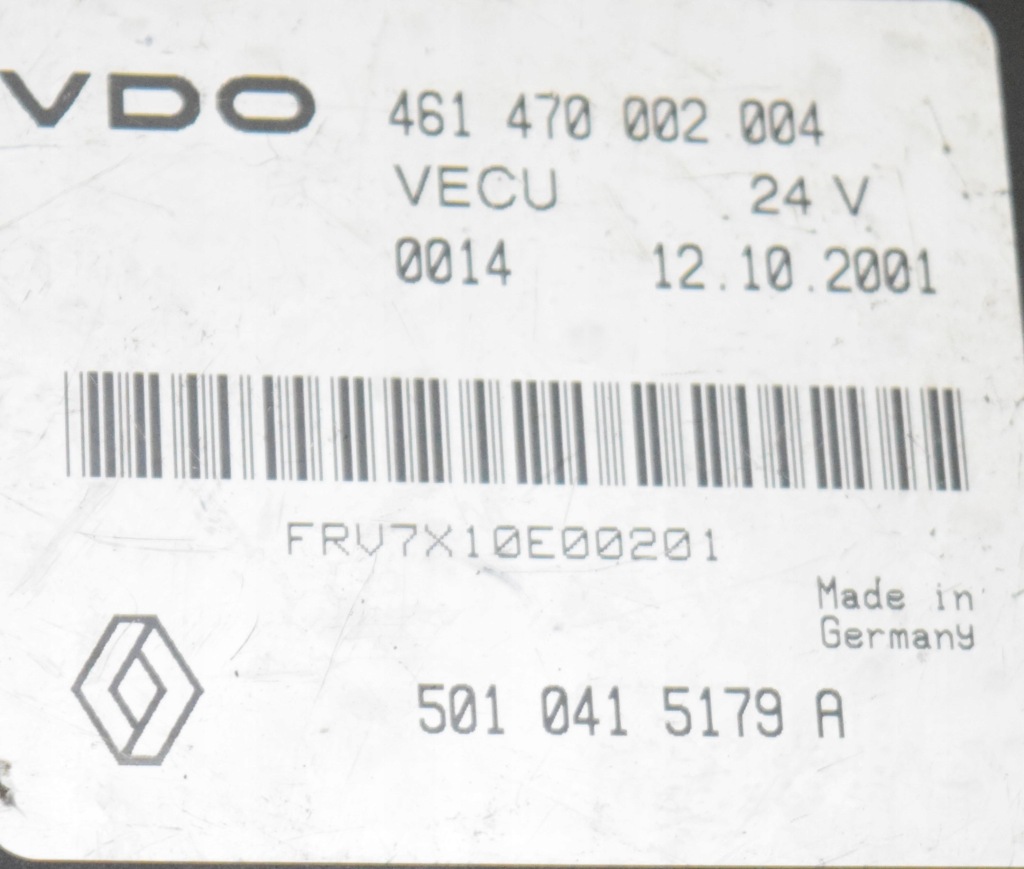 VDO 461 470 002 004
VECU 24 V
0014 12.10.2001
FRV7X10E00201
Made in
Germany
501 041 5179 A